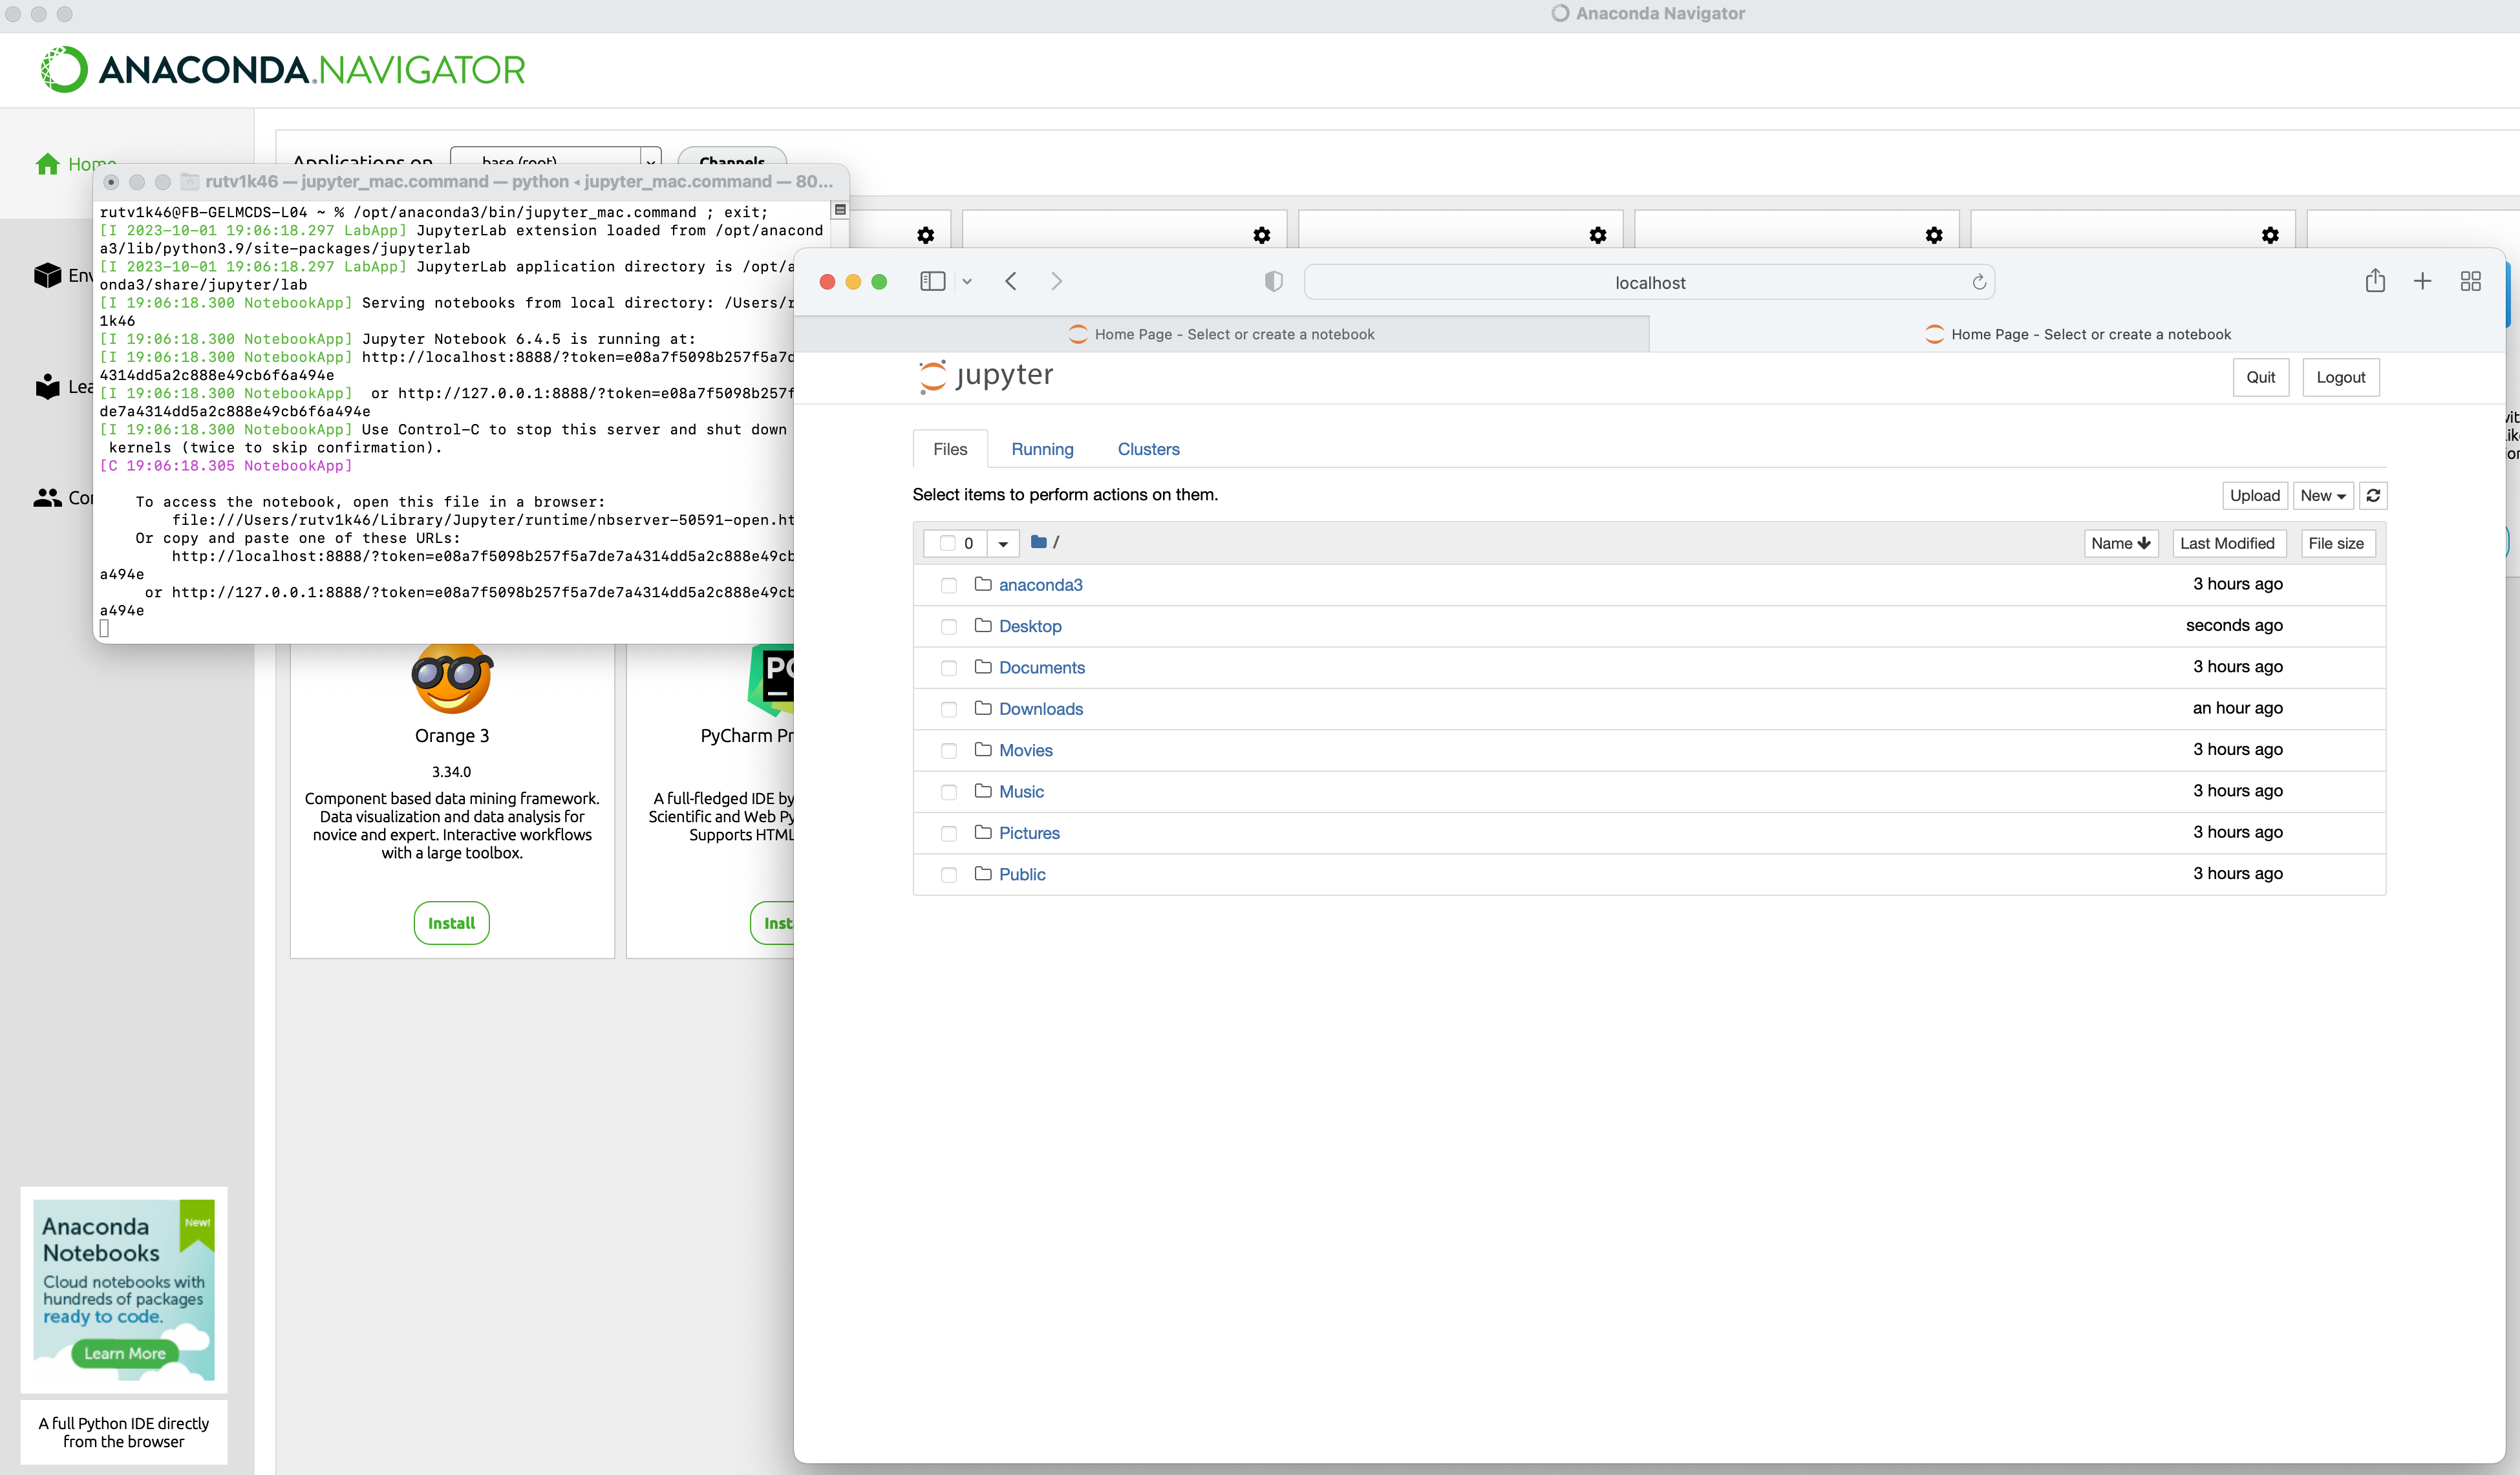 Anaconda Navigator
ANACONDA.NAVIGATOR
Home
Applications on base (root) Channels
rutv1k46 — jupyter_mac.command — python ◂ jupyter_mac.command — 80...
rutv1k46@FB-GELMCDS-L04 ~ % /opt/anaconda3/bin/jupyter_mac.command ; exit;
[I 2023-10-01 19:06:18.297 LabApp] JupyterLab extension loaded from /opt/anacond
a3/lib/python3.9/site-packages/jupyterlab
[I 2023-10-01 19:06:18.297 LabApp] JupyterLab application directory is /opt/a
onda3/share/jupyter/lab
[I 19:06:18.300 NotebookApp] Serving notebooks from local directory: /Users/r
1k46
[I 19:06:18.300 NotebookApp] Jupyter Notebook 6.4.5 is running at:
[I 19:06:18.300 NotebookApp] http://localhost:8888/?token=e08a7f5098b257f5a7d
4314dd5a2c888e49cb6f6a494e
[I 19:06:18.300 NotebookApp]  or http://127.0.0.1:8888/?token=e08a7f5098b257f
de7a4314dd5a2c888e49cb6f6a494e
[I 19:06:18.300 NotebookApp] Use Control-C to stop this server and shut down
kernels (twice to skip confirmation).
[C 19:06:18.305 NotebookApp]
To access the notebook, open this file in a browser:
file:///Users/rutv1k46/Library/Jupyter/runtime/nbserver-50591-open.ht
Or copy and paste one of these URLs:
http://localhost:8888/?token=e08a7f5098b257f5a7de7a4314dd5a2c888e49cb
a494e
or http://127.0.0.1:8888/?token=e08a7f5098b257f5a7de7a4314dd5a2c888e49cb
a494e
Env
Lea
Co
Orange 3
3.34.0
Component based data mining framework.
Data visualization and data analysis for
novice and expert. Interactive workflows
with a large toolbox.
Install
PC
PyCharm Pr
A full-fledged IDE by
Scientific and Web Py
Supports HTML
Inst
localhost
Home Page - Select or create a notebook
Home Page - Select or create a notebook
jupyter
Quit Logout
Files Running Clusters
Select items to perform actions on them.
Upload New
0 /
Name Last Modified File size
anaconda3 3 hours ago
Desktop seconds ago
Documents 3 hours ago
Downloads an hour ago
Movies 3 hours ago
Music 3 hours ago
Pictures 3 hours ago
Public 3 hours ago
Anaconda
Notebooks
New!
Cloud notebooks with
hundreds of packages
ready to code.
Learn More
A full Python IDE directly
from the browser